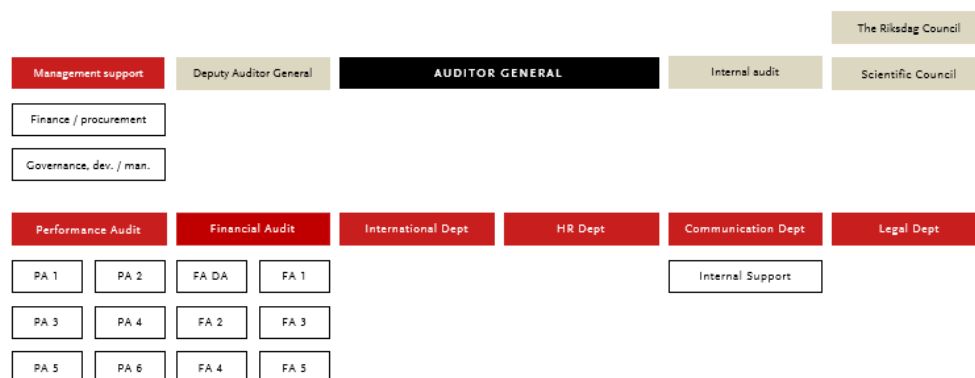 The Riksdag Council
Management support
Deputy Auditor General
AUDITOR GENERAL
Internal audit
Scientific Council
Finance / procurement
Governance, dev. / man.
Performance Audit
Financial Audit
International Dept
HR Dept
Communication Dept
Legal Dept
PA 1
PA 2
FA DA
FA 1
Internal Support
PA 3
PA 4
FA 2
FA 3
PA 5
PA 6
FA 4
FA 5